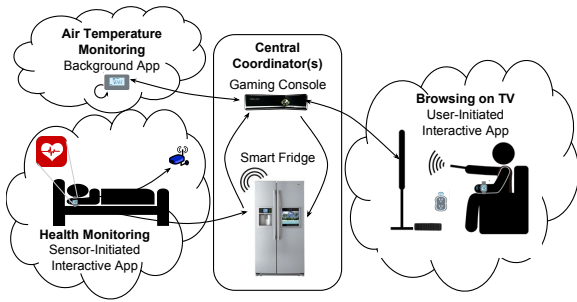 Air Temperature
Monitoring
Background App
Central
Coordinator(s)
Gaming Console
Browsing on TV
User-Initiated
Interactive App
Smart Fridge
Health Monitoring
Sensor-Initiated
Interactive App